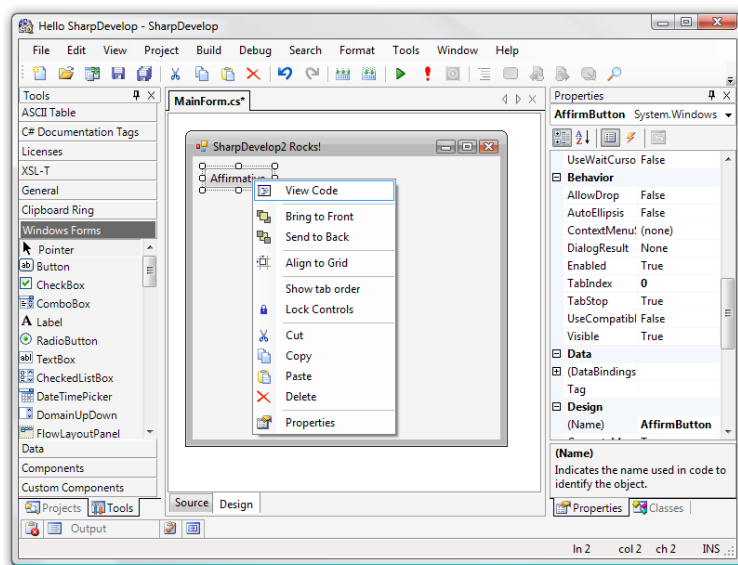 Hello SharpDevelop - SharpDevelop
File Edit View Project Build Debug Search Format Tools Window Help
Tools
ASCII Table
C# Documentation Tags
Licenses
XSL-T
General
Clipboard Ring
Windows Forms
Pointer
Button
CheckBox
ComboBox
A Label
RadioButton
TextBox
CheckedListBox
DateTimePicker
DomainUpDown
FlowLayoutPanel
Data
Components
Custom Components
Projects Tools
MainForm.cs*
SharpDevelop2 Rocks!
Affirmative
View Code
Bring to Front
Send to Back
Align to Grid
Show tab order
Lock Controls
Cut
Copy
Paste
Delete
Properties
Source Design
Properties
AffirmButton System.Windows
UseWaitCurso False
Behavior
AllowDrop False
AutoEllipsis False
ContextMenu! (none)
DialogResult None
Enabled True
TabIndex 0
TabStop True
UseCompatibl False
Visible True
Data
(DataBindings
Tag
Design
(Name) AffirmButton
(Name)
Indicates the name used in code to
identify the object.
Properties Classes
Output
ln 2 col 2 ch 2 INS